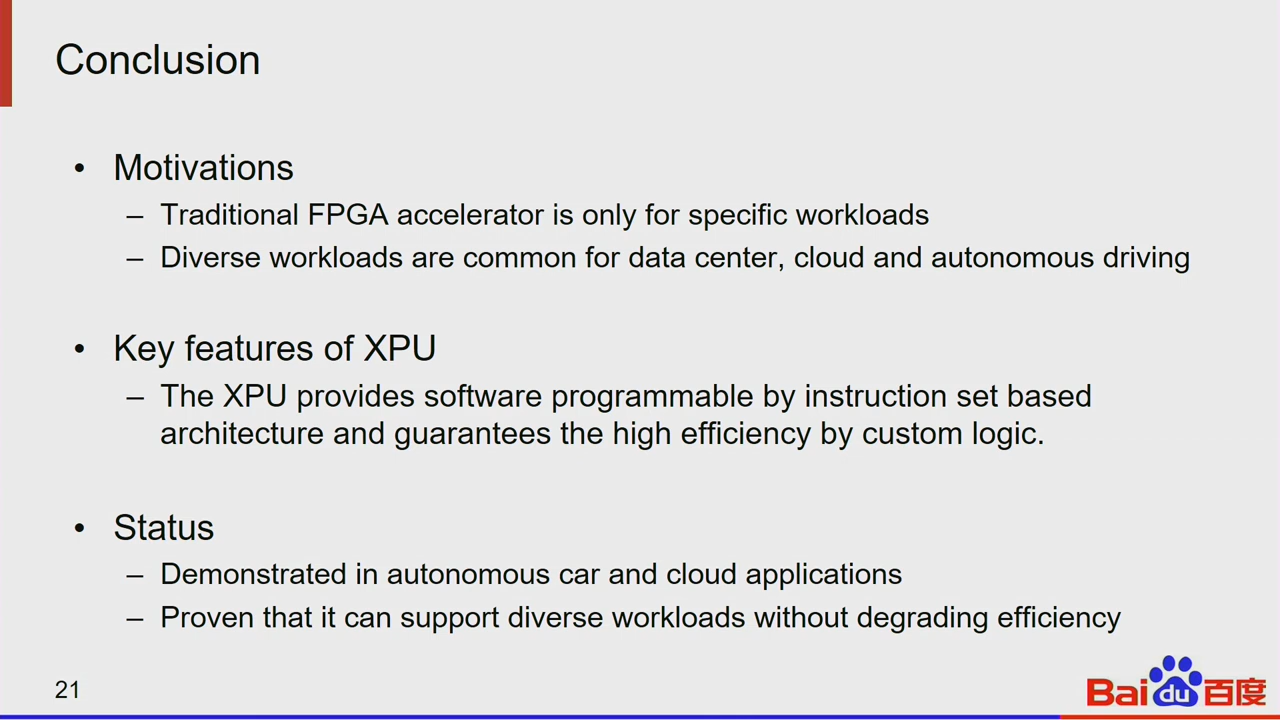 Conclusion
• Motivations
– Traditional FPGA accelerator is only for specific workloads
– Diverse workloads are common for data center, cloud and autonomous driving
• Key features of XPU
– The XPU provides software programmable by instruction set based
architecture and guarantees the high efficiency by custom logic.
• Status
– Demonstrated in autonomous car and cloud applications
– Proven that it can support diverse workloads without degrading efficiency
21
Bai du 百度